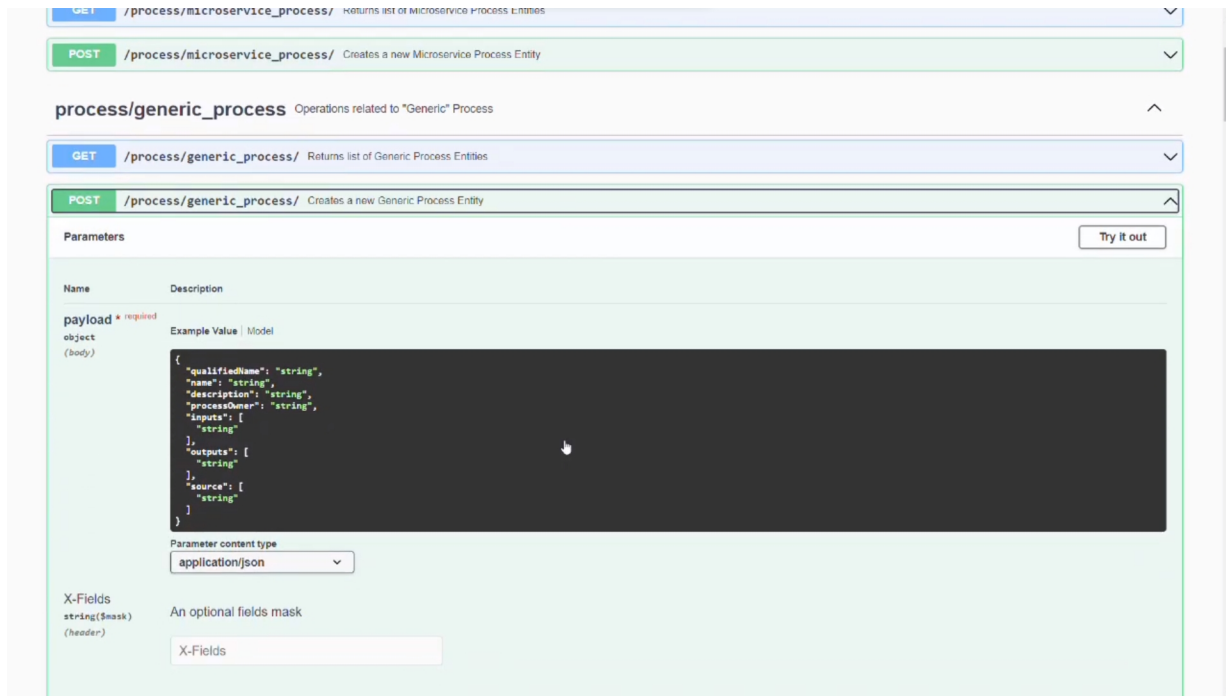 GET /process/microservice_process/ Returns list of Microservice Process Entities
POST /process/microservice_process/ Creates a new Microservice Process Entity
process/generic_process Operations related to "Generic" Process
GET /process/generic_process/ Returns list of Generic Process Entities
POST /process/generic_process/ Creates a new Generic Process Entity
Parameters Try it out
Name Description
payload * required
object
(body)
Example Value | Model
{
"qualifiedName": "string",
"name": "string",
"description": "string",
"processOwner": "string",
"inputs": [
"string"
],
"outputs": [
"string"
],
"source": [
"string"
]
}
Parameter content type
application/json
X-Fields
string($mask)
(header)
An optional fields mask
X-Fields